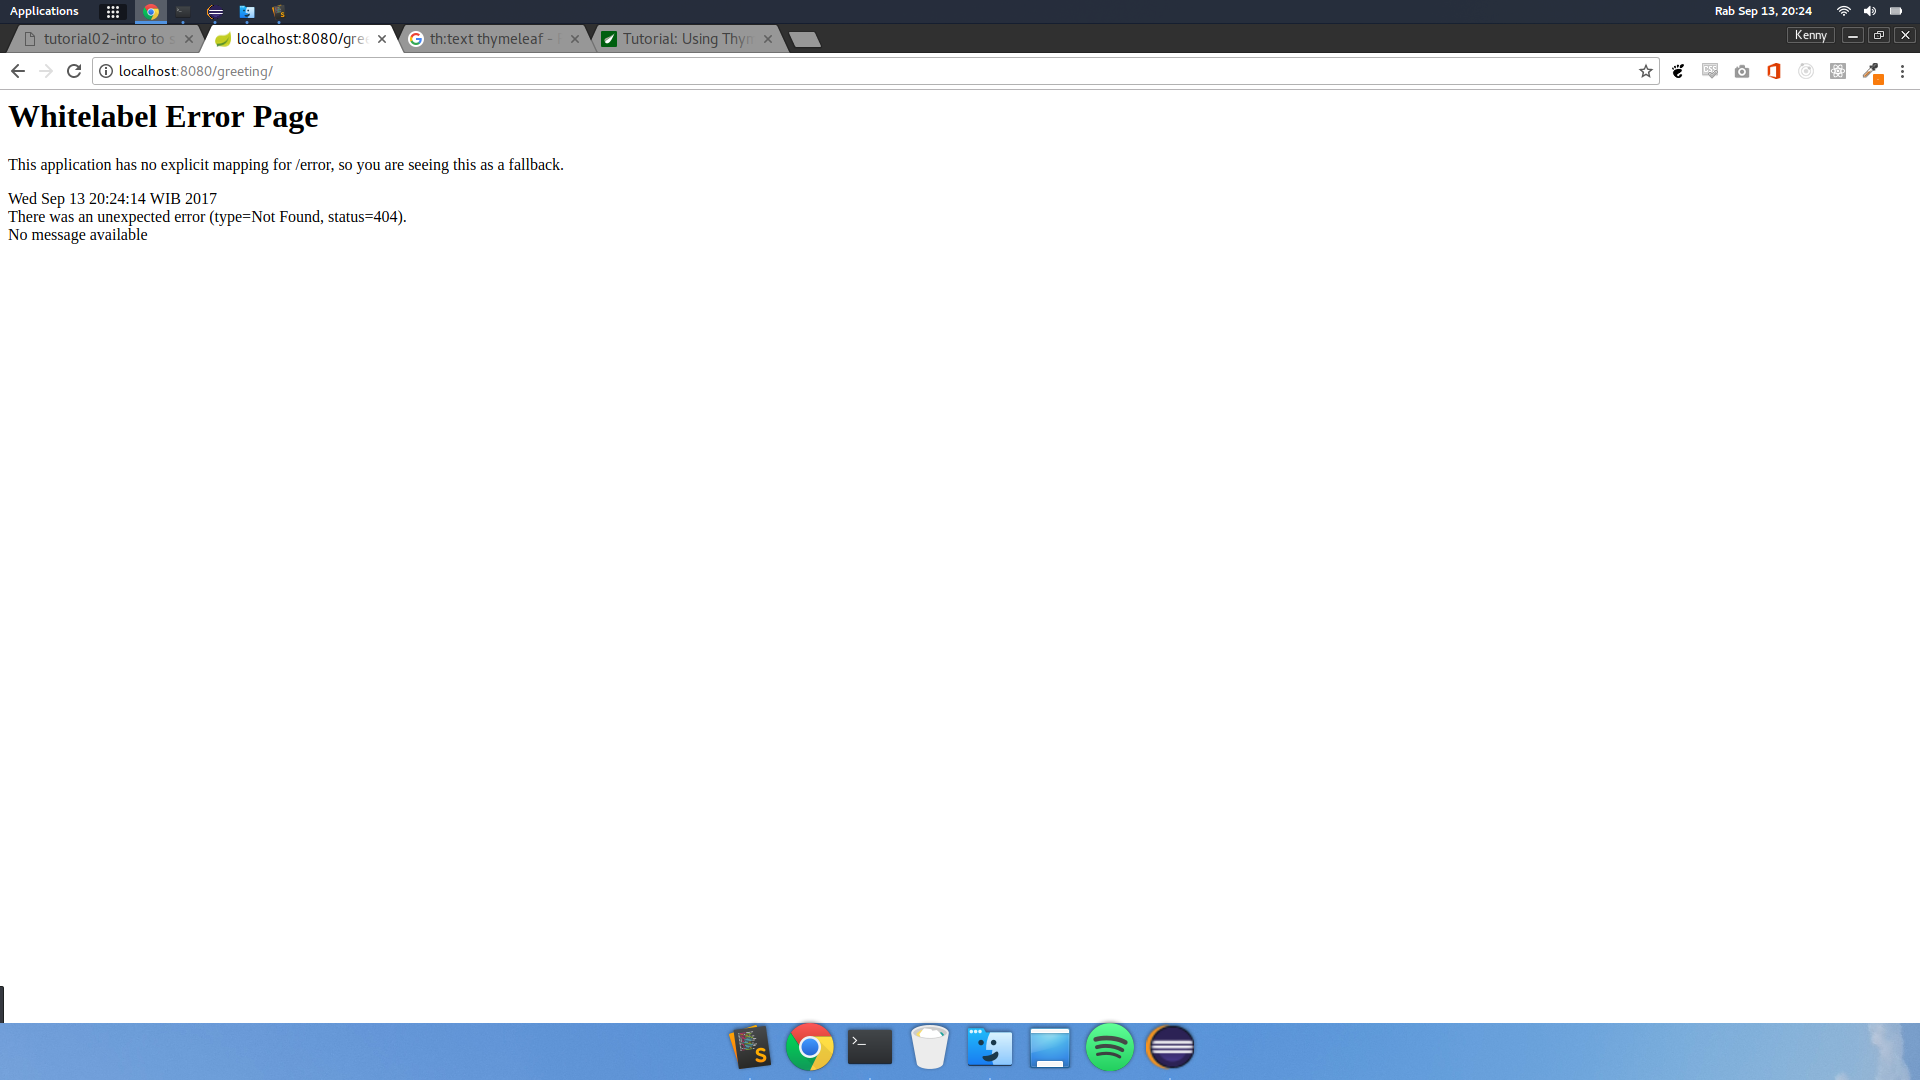 Applications
Rab Sep 13, 20:24
tutorial02-intro to s
localhost:8080/gree
th:text thymeleaf -
Tutorial: Using Thym
Kenny
localhost:8080/greeting/
Whitelabel Error Page
This application has no explicit mapping for /error, so you are seeing this as a fallback.
Wed Sep 13 20:24:14 WIB 2017
There was an unexpected error (type=Not Found, status=404).
No message available